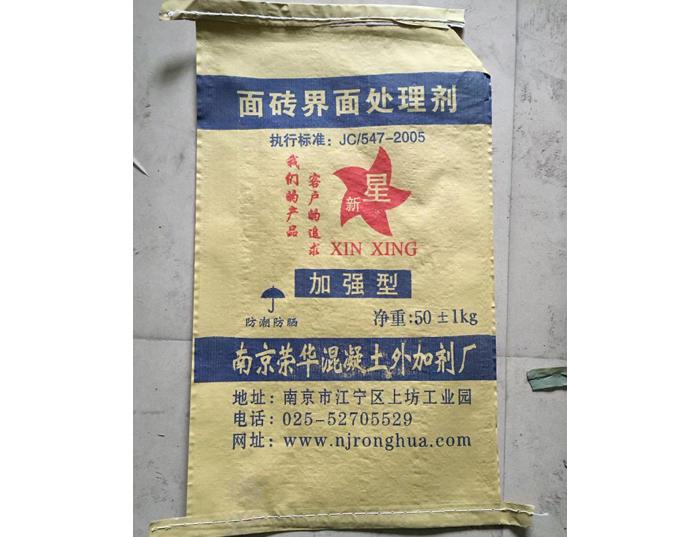 面砖界面处理剂
执行标准：JC/547-2005
我们的产品
客户的追求
新星
XIN XING
加强型
防潮防晒
净重:50±1kg
南京荣华混凝土外加剂厂
地址：南京市江宁区上坊工业园
电话：025-52705529
网址：www.njronghua.com